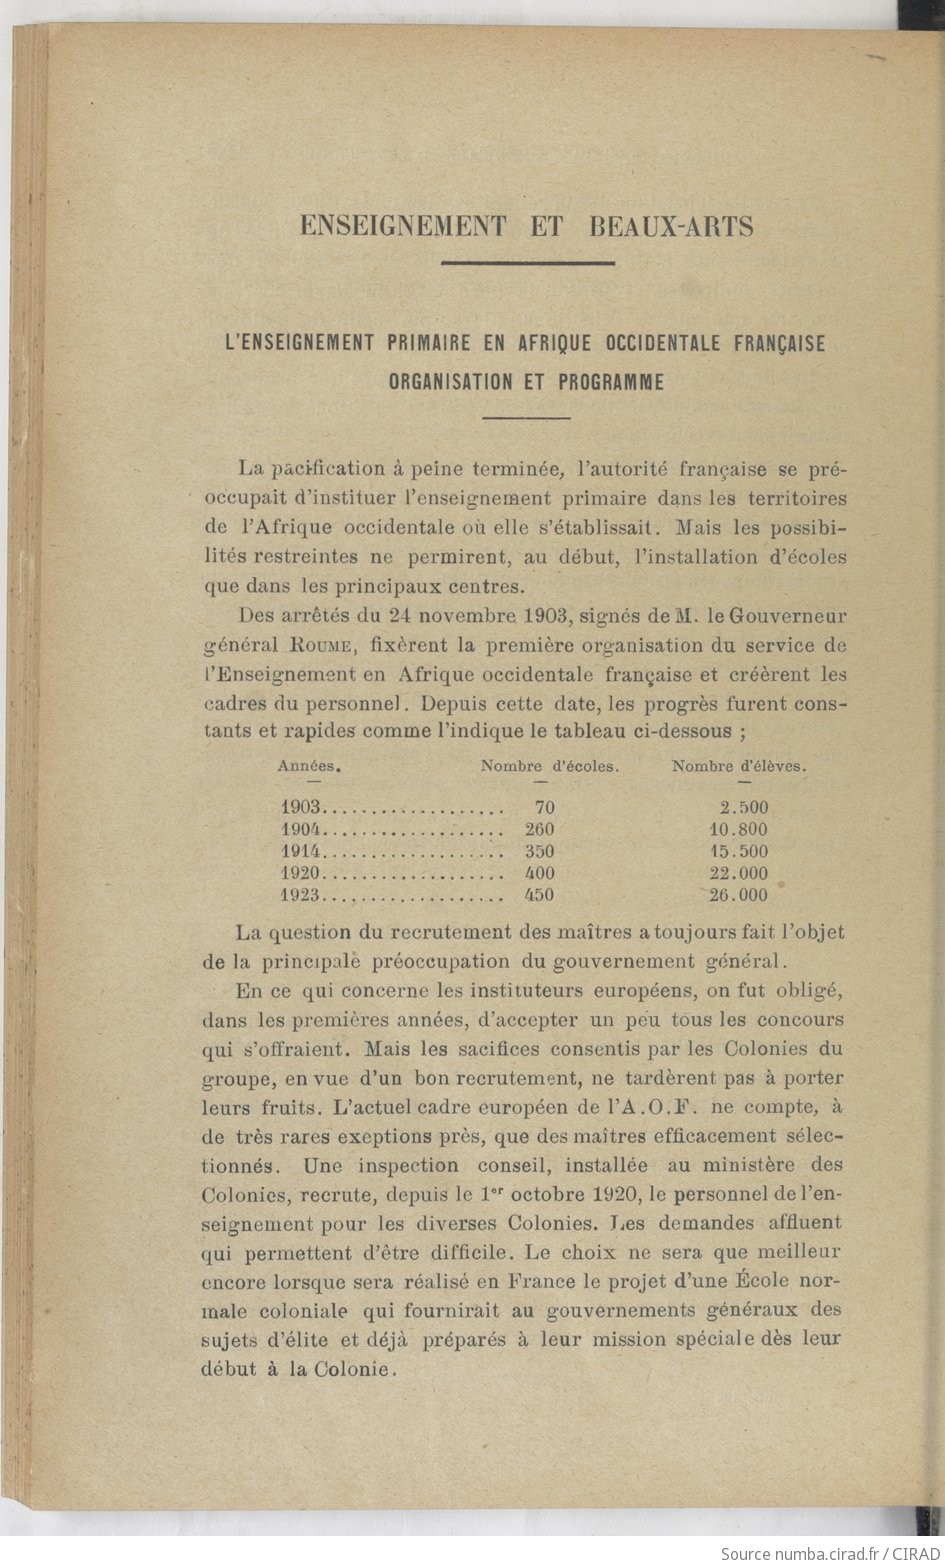 ENSEIGNEMENT ET BEAUX-ARTS
L'ENSEIGNEMENT PRIMAIRE EN AFRIQUE OCCIDENTALE FRANÇAISE
ORGANISATION ET PROGRAMME
La pacification à peine terminée, l'autorité française se pré-
occupait d'instituer l'enseignement primaire dans les territoires
de l'Afrique occidentale où elle s'établissait. Mais les possibi-
lités restreintes ne permirent, au début, l'installation d'écoles
que dans les principaux centres.
Des arrêtés du 24 novembre 1903, signés de M. le Gouverneur
général ROUME, fixèrent la première organisation du service de
l'Enseignement en Afrique occidentale française et créèrent les
cadres du personnel. Depuis cette date, les progrès furent cons-
tants et rapides comme l'indique le tableau ci-dessous ;
Années. Nombre d'écoles. Nombre d'élèves.
1903................... 70 2.500
1904................... 260 10.800
1914................... 350 15.500
1920................... 400 22.000
1923................... 450 26.000
La question du recrutement des maîtres a toujours fait l'objet
de la principale préoccupation du gouvernement général.
En ce qui concerne les instituteurs européens, on fut obligé,
dans les premières années, d'accepter un peu tous les concours
qui s'offraient. Mais les sacifices consentis par les Colonies du
groupe, en vue d'un bon recrutement, ne tardèrent pas à porter
leurs fruits. L'actuel cadre européen de l'A.O.F. ne compte, à
de très rares exeptions près, que des maîtres efficacement sélec-
tionnés. Une inspection conseil, installée au ministère des
Colonies, recrute, depuis le 1er octobre 1920, le personnel de l'en-
seignement pour les diverses Colonies. Les demandes affluent
qui permettent d'être difficile. Le choix ne sera que meilleur
encore lorsque sera réalisé en France le projet d'une École nor-
male coloniale qui fournirait au gouvernements généraux des
sujets d'élite et déjà préparés à leur mission spéciale dès leur
début à la Colonie.
Source numba.cirad.fr / CIRAD